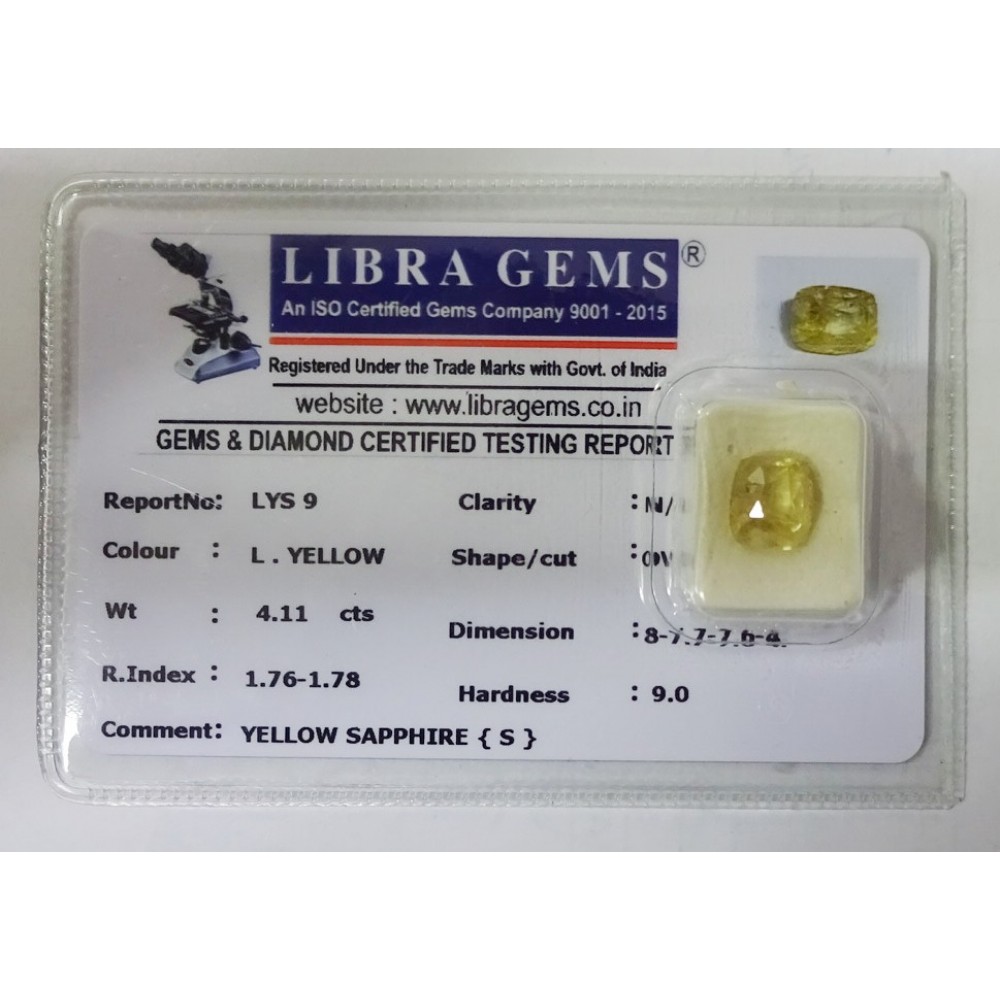 LIBRA GEMS ®
An ISO Certified Gems Company 9001 - 2015
Registered Under the Trade Marks with Govt. of India
website : www.libragems.co.in
GEMS & DIAMOND CERTIFIED TESTING REPORT
ReportNo: LYS 9 Clarity :
Colour : L . YELLOW Shape/cut :
Wt : 4.11 cts Dimension :
R.Index : 1.76-1.78 Hardness : 9.0
Comment: YELLOW SAPPHIRE { S }